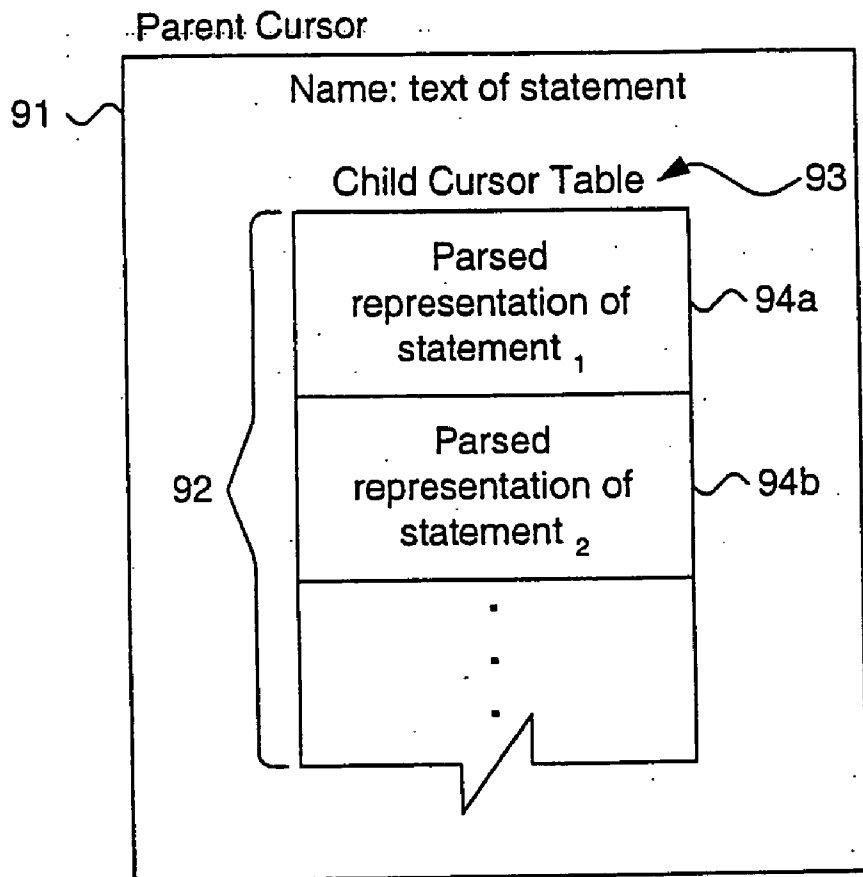 Parent Cursor
91
Name: text of statement
Child Cursor Table
93
Parsed
representation of
statement 1
94a
92
Parsed
representation of
statement 2
94b